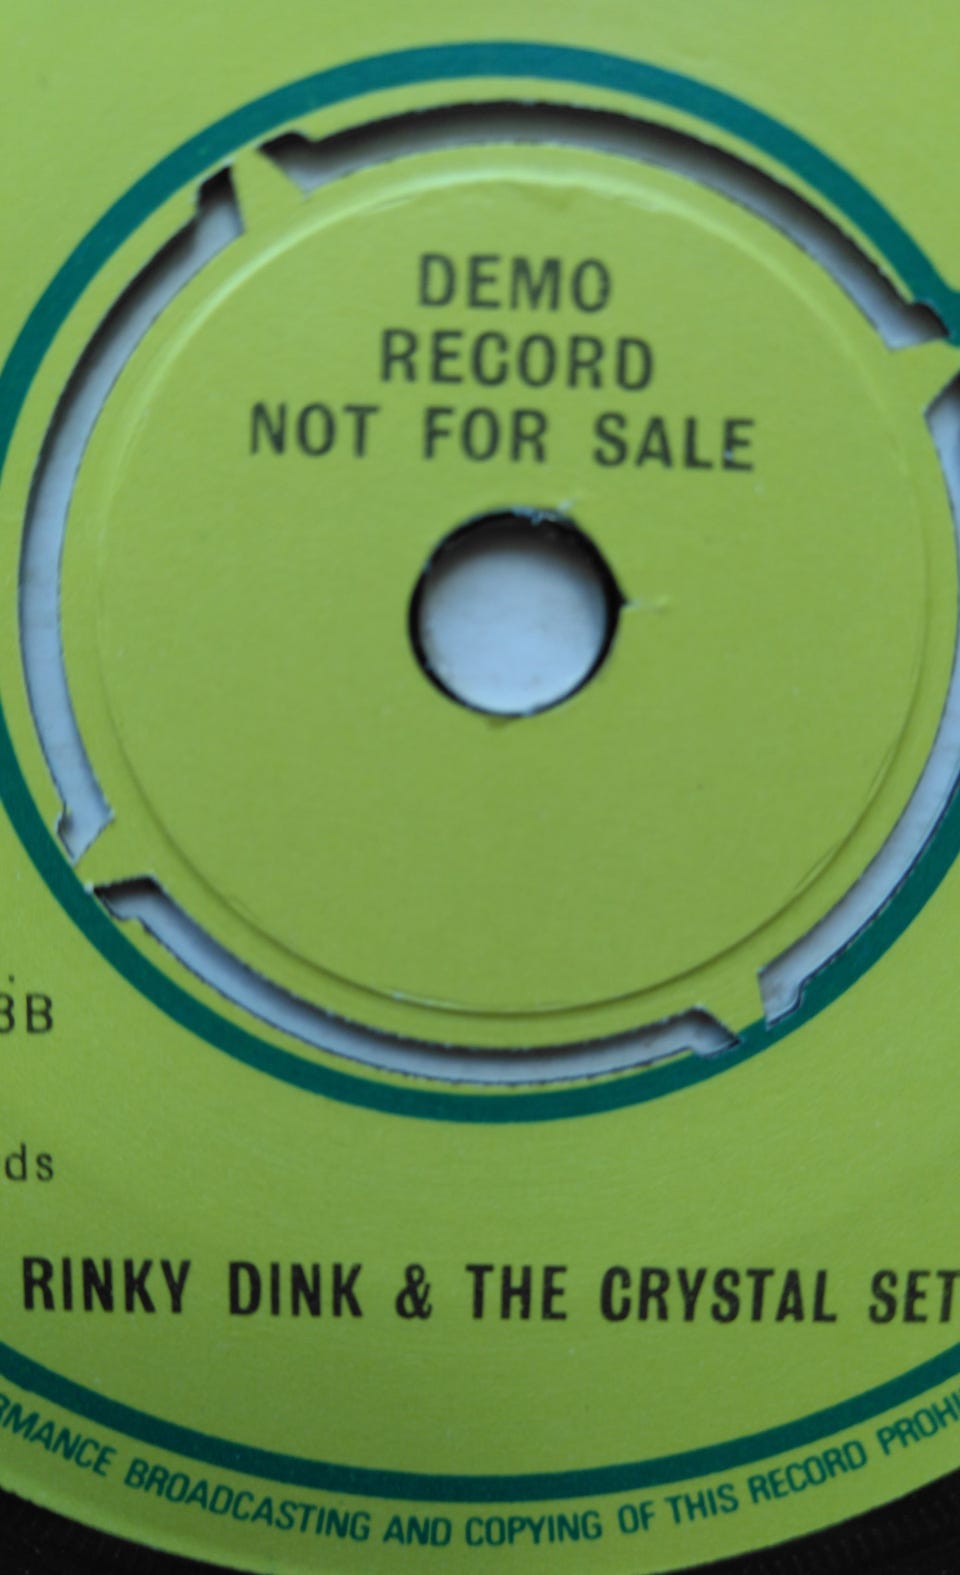 DEMO
RECORD
NOT FOR SALE
3B
ds
RINKY DINK & THE CRYSTAL SET
RMANCE BROADCASTING AND COPYING OF THIS RECORD PROHI